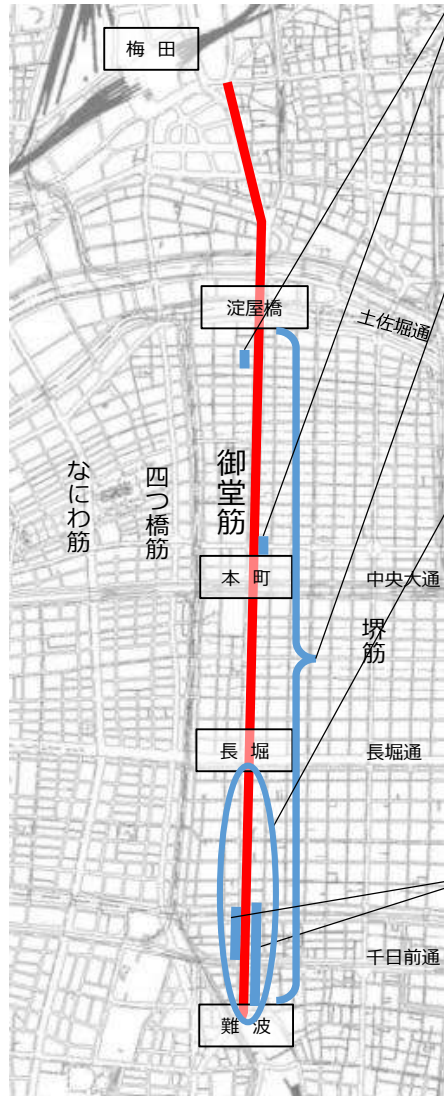 梅 田
淀屋橋
土佐堀通
なにわ筋
四つ橋筋
御堂筋
本 町
中央大通
堺筋
長 堀
長堀通
千日前通
難 波